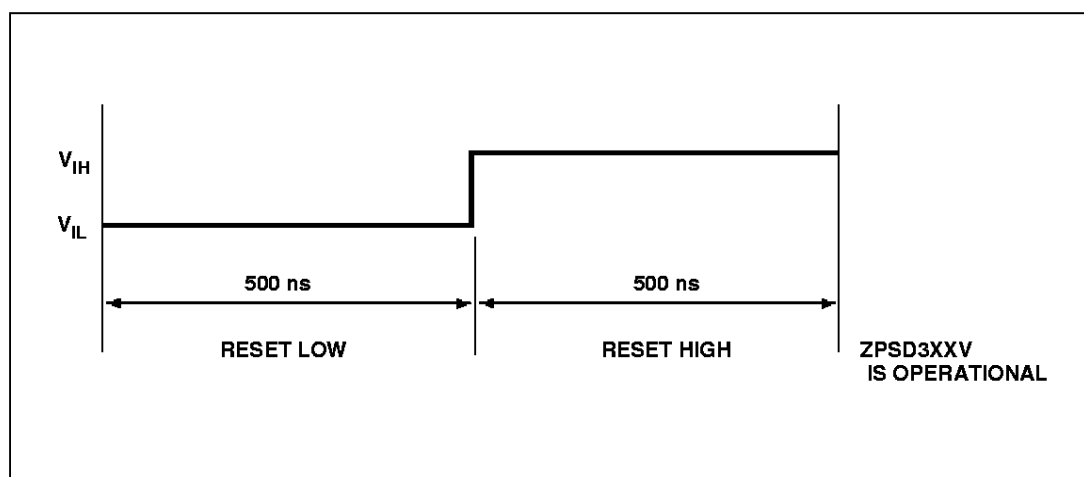 V_IH
V_IL
500 ns
500 ns
RESET LOW
RESET HIGH
ZPSD3XXV
IS OPERATIONAL